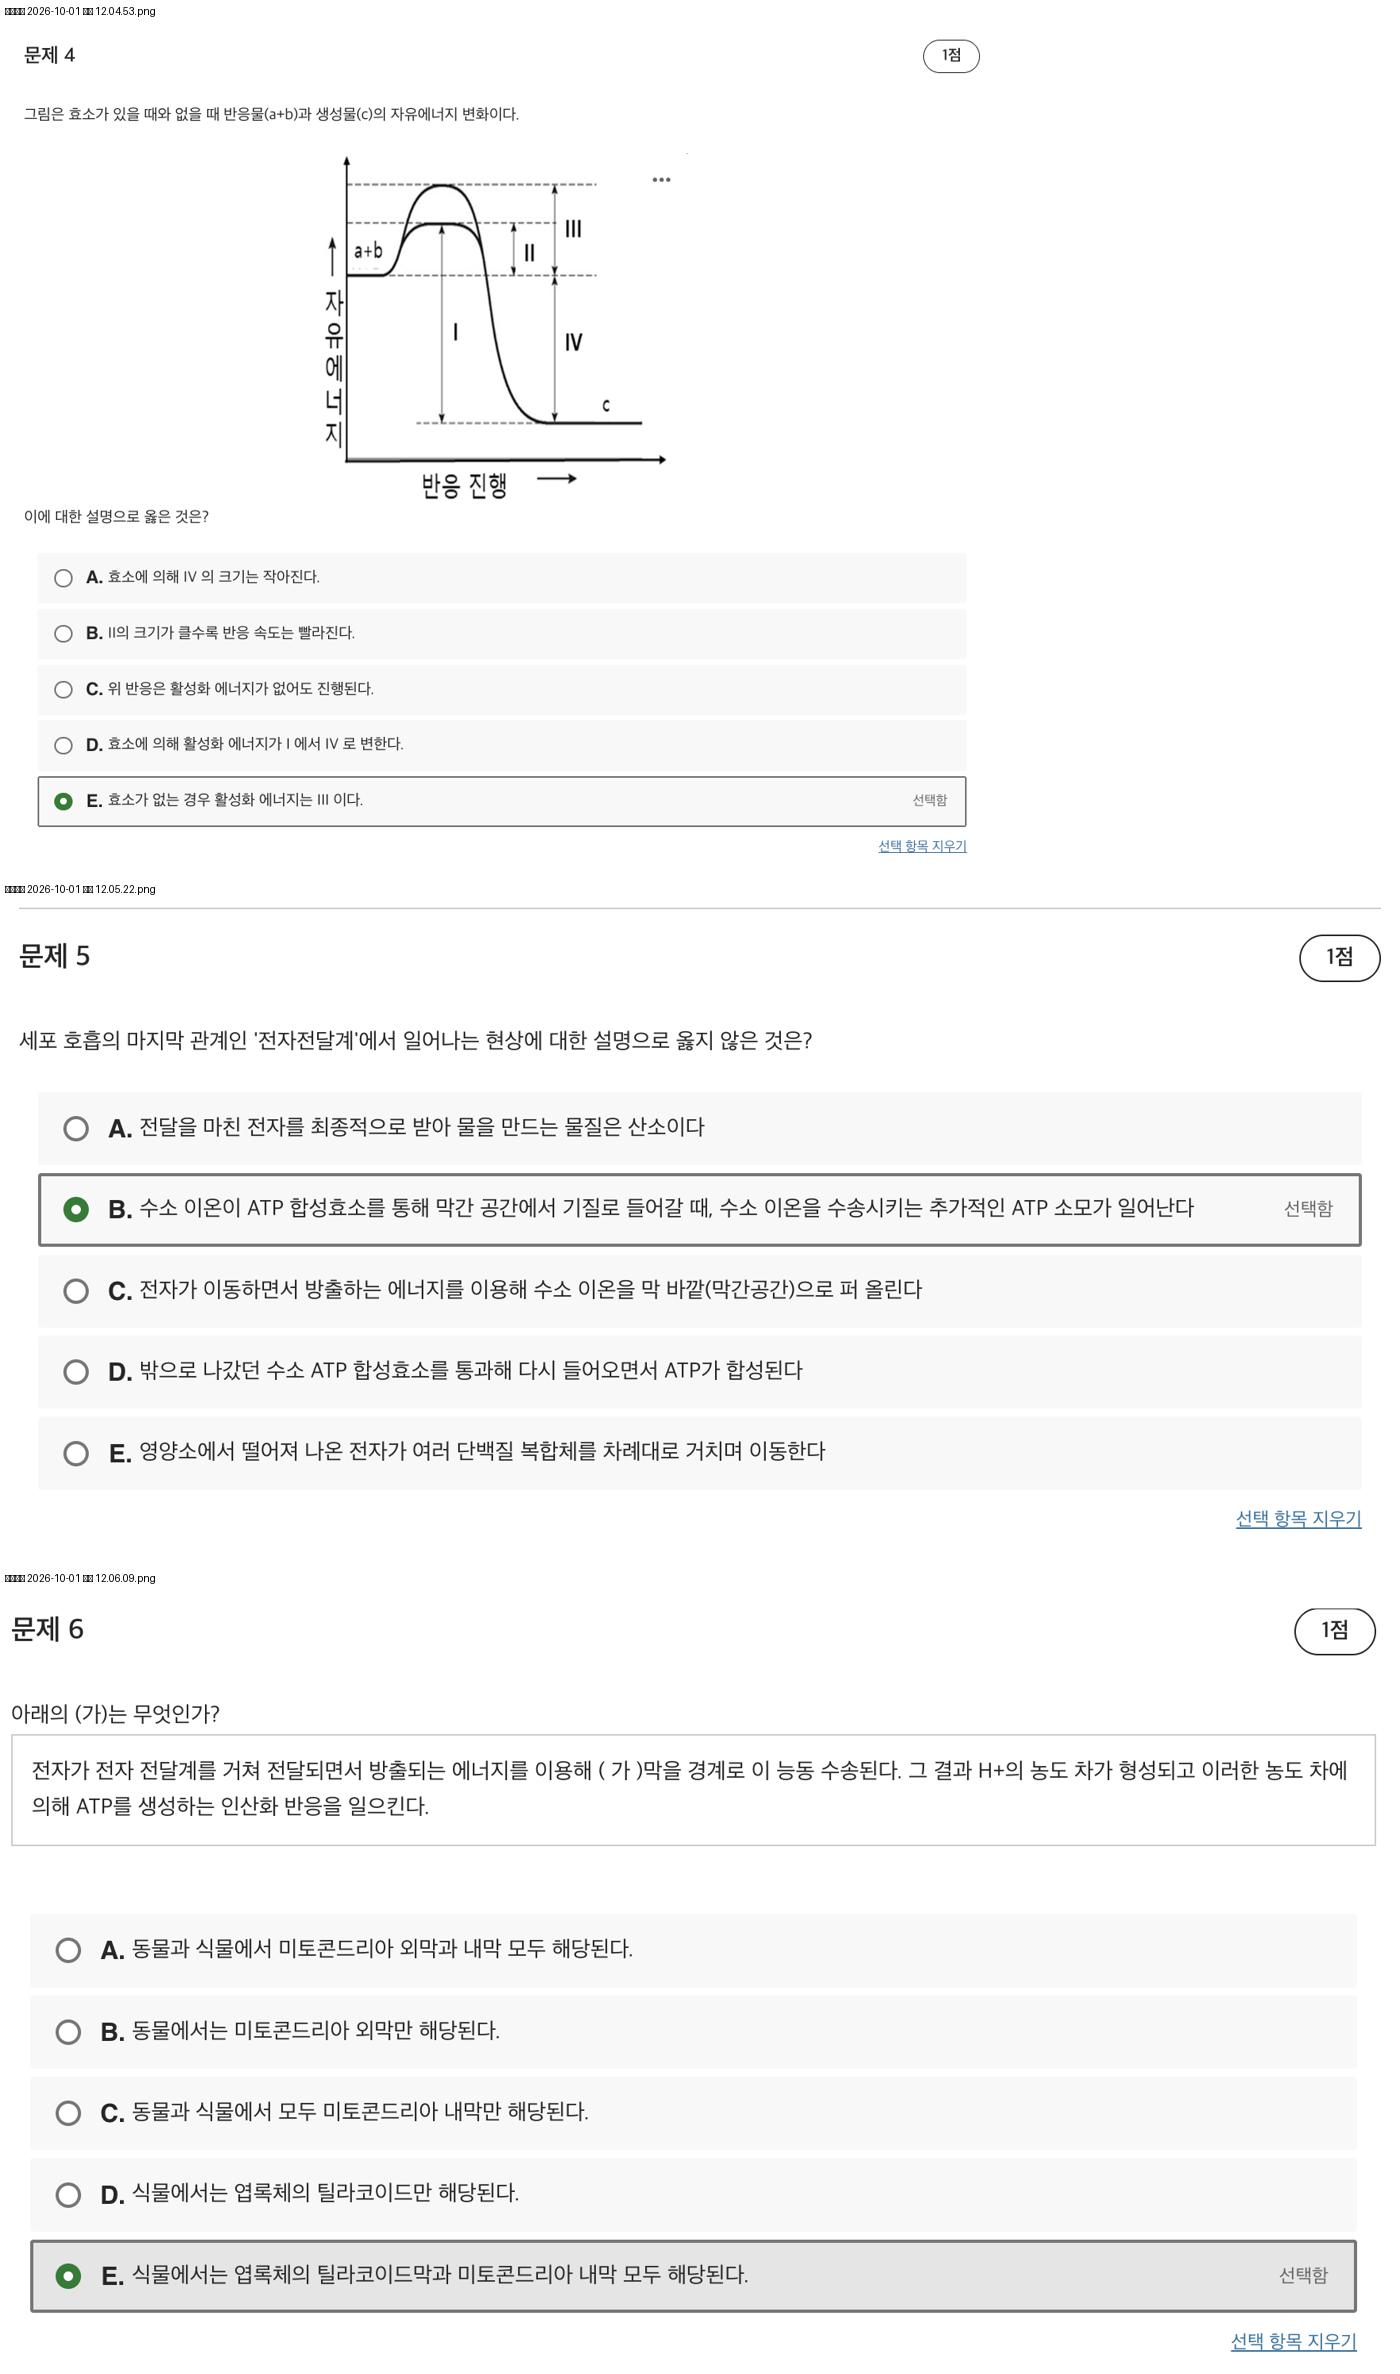 2026-10-01 12.04.53.png
문제 4
1점
그림은 효소가 있을 때와 없을 때 반응물(a+b)과 생성물(c)의 자유에너지 변화이다.
a+b
III
II
I
IV
c
자유에너지
반응 진행
이에 대한 설명으로 옳은 것은?
A. 효소에 의해 IV 의 크기는 작아진다.
B. II의 크기가 클수록 반응 속도는 빨라진다.
C. 위 반응은 활성화 에너지가 없어도 진행된다.
D. 효소에 의해 활성화 에너지가 I 에서 IV 로 변한다.
E. 효소가 없는 경우 활성화 에너지는 III 이다.
선택함
선택 항목 지우기
2026-10-01 12.05.22.png
문제 5
1점
세포 호흡의 마지막 관계인 '전자전달계'에서 일어나는 현상에 대한 설명으로 옳지 않은 것은?
A. 전달을 마친 전자를 최종적으로 받아 물을 만드는 물질은 산소이다
B. 수소 이온이 ATP 합성효소를 통해 막간 공간에서 기질로 들어갈 때, 수소 이온을 수송시키는 추가적인 ATP 소모가 일어난다
선택함
C. 전자가 이동하면서 방출하는 에너지를 이용해 수소 이온을 막 바깥(막간공간)으로 퍼 올린다
D. 밖으로 나갔던 수소 ATP 합성효소를 통과해 다시 들어오면서 ATP가 합성된다
E. 영양소에서 떨어져 나온 전자가 여러 단백질 복합체를 차례대로 거치며 이동한다
선택 항목 지우기
2026-10-01 12.06.09.png
문제 6
1점
아래의 (가)는 무엇인가?
전자가 전자 전달계를 거쳐 전달되면서 방출되는 에너지를 이용해 ( 가 )막을 경계로 이 능동 수송된다. 그 결과 H+의 농도 차가 형성되고 이러한 농도 차에
의해 ATP를 생성하는 인산화 반응을 일으킨다.
A. 동물과 식물에서 미토콘드리아 외막과 내막 모두 해당된다.
B. 동물에서는 미토콘드리아 외막만 해당된다.
C. 동물과 식물에서 모두 미토콘드리아 내막만 해당된다.
D. 식물에서는 엽록체의 틸라코이드만 해당된다.
E. 식물에서는 엽록체의 틸라코이드막과 미토콘드리아 내막 모두 해당된다.
선택함
선택 항목 지우기